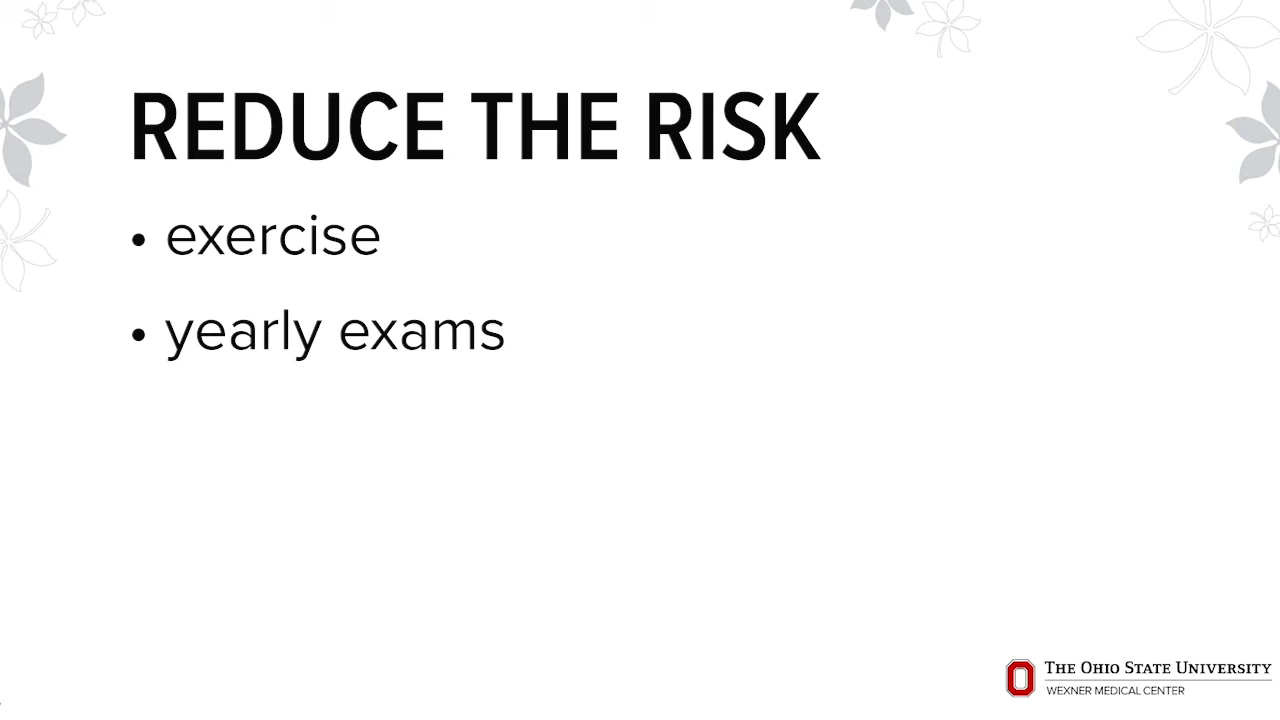 REDUCE THE RISK
• exercise
• yearly exams
THE OHIO STATE UNIVERSITY
WEXNER MEDICAL CENTER